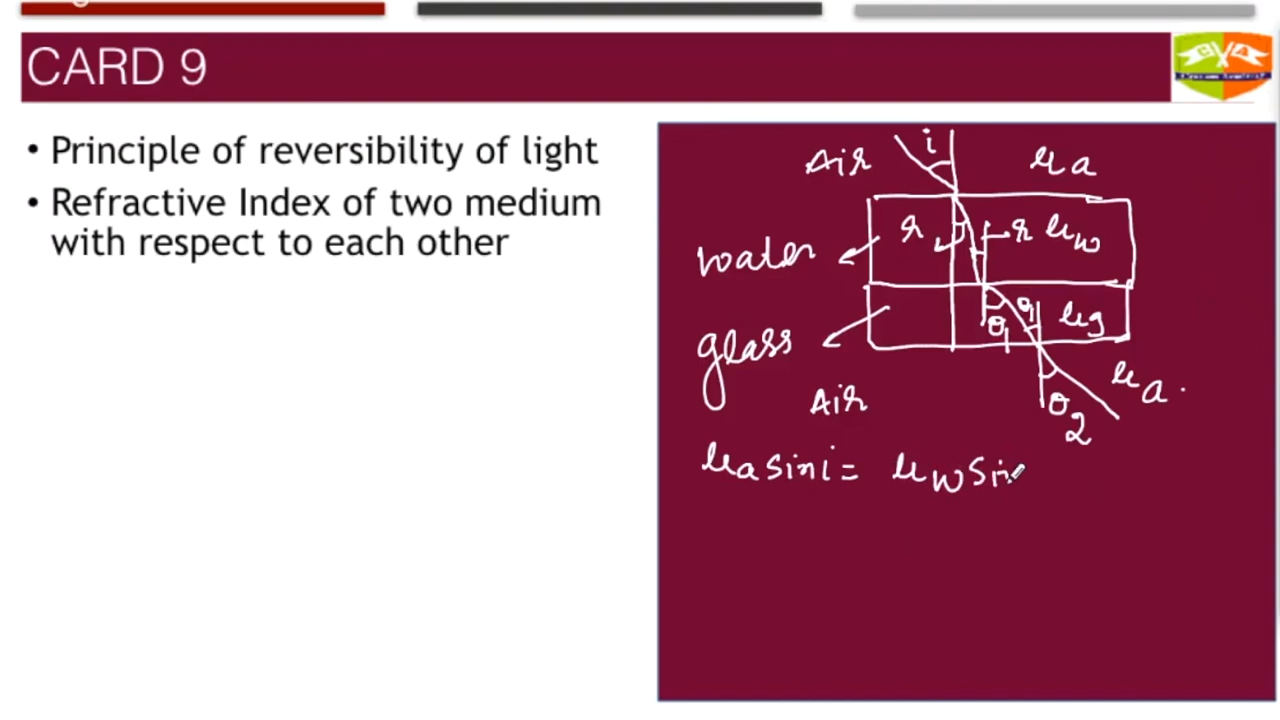 CARD 9
• Principle of reversibility of light
• Refractive Index of two medium
with respect to each other
i
Air μa
r r μw
water
θ1 θ1 μg
glass
μa
Air θ2
μa sin i = μw sin